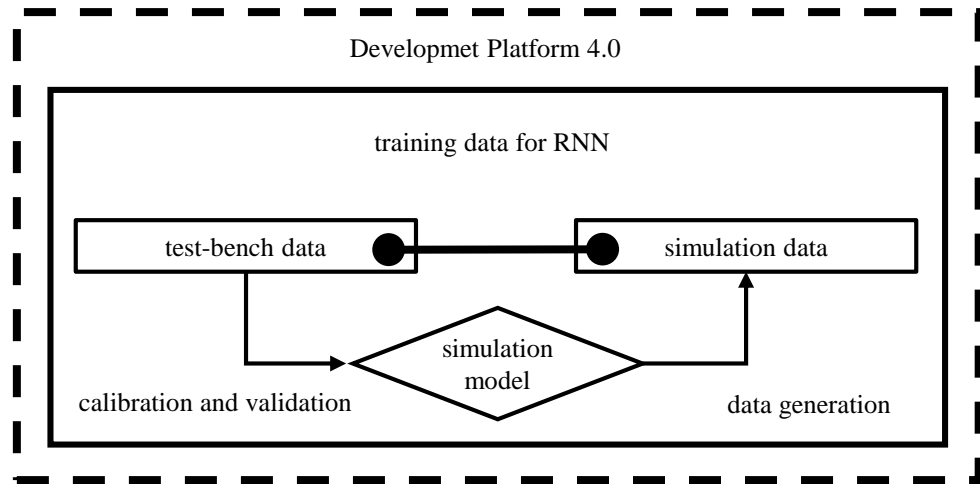 Developmet Platform 4.0
training data for RNN
test-bench data
simulation data
simulation
model
calibration and validation
data generation